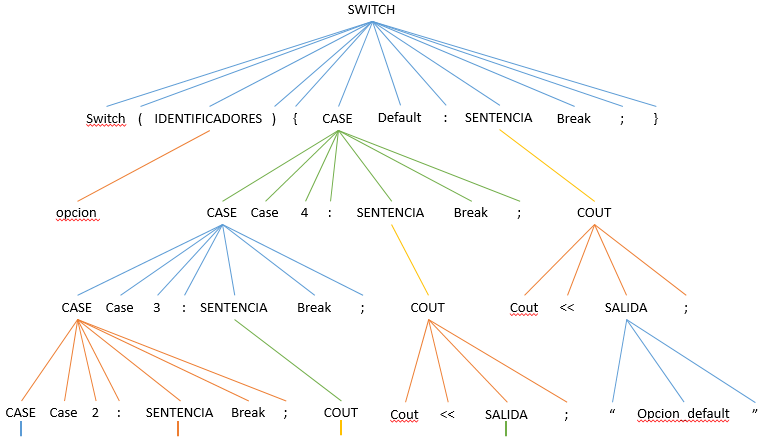 SWITCH
Switch ( IDENTIFICADORES ) { CASE Default : SENTENCIA Break ; }
opcion CASE Case 4 : SENTENCIA Break ; COUT
CASE Case 3 : SENTENCIA Break ; COUT Cout << SALIDA ;
CASE Case 2 : SENTENCIA Break ; COUT Cout << SALIDA ; “ Opcion_default ”